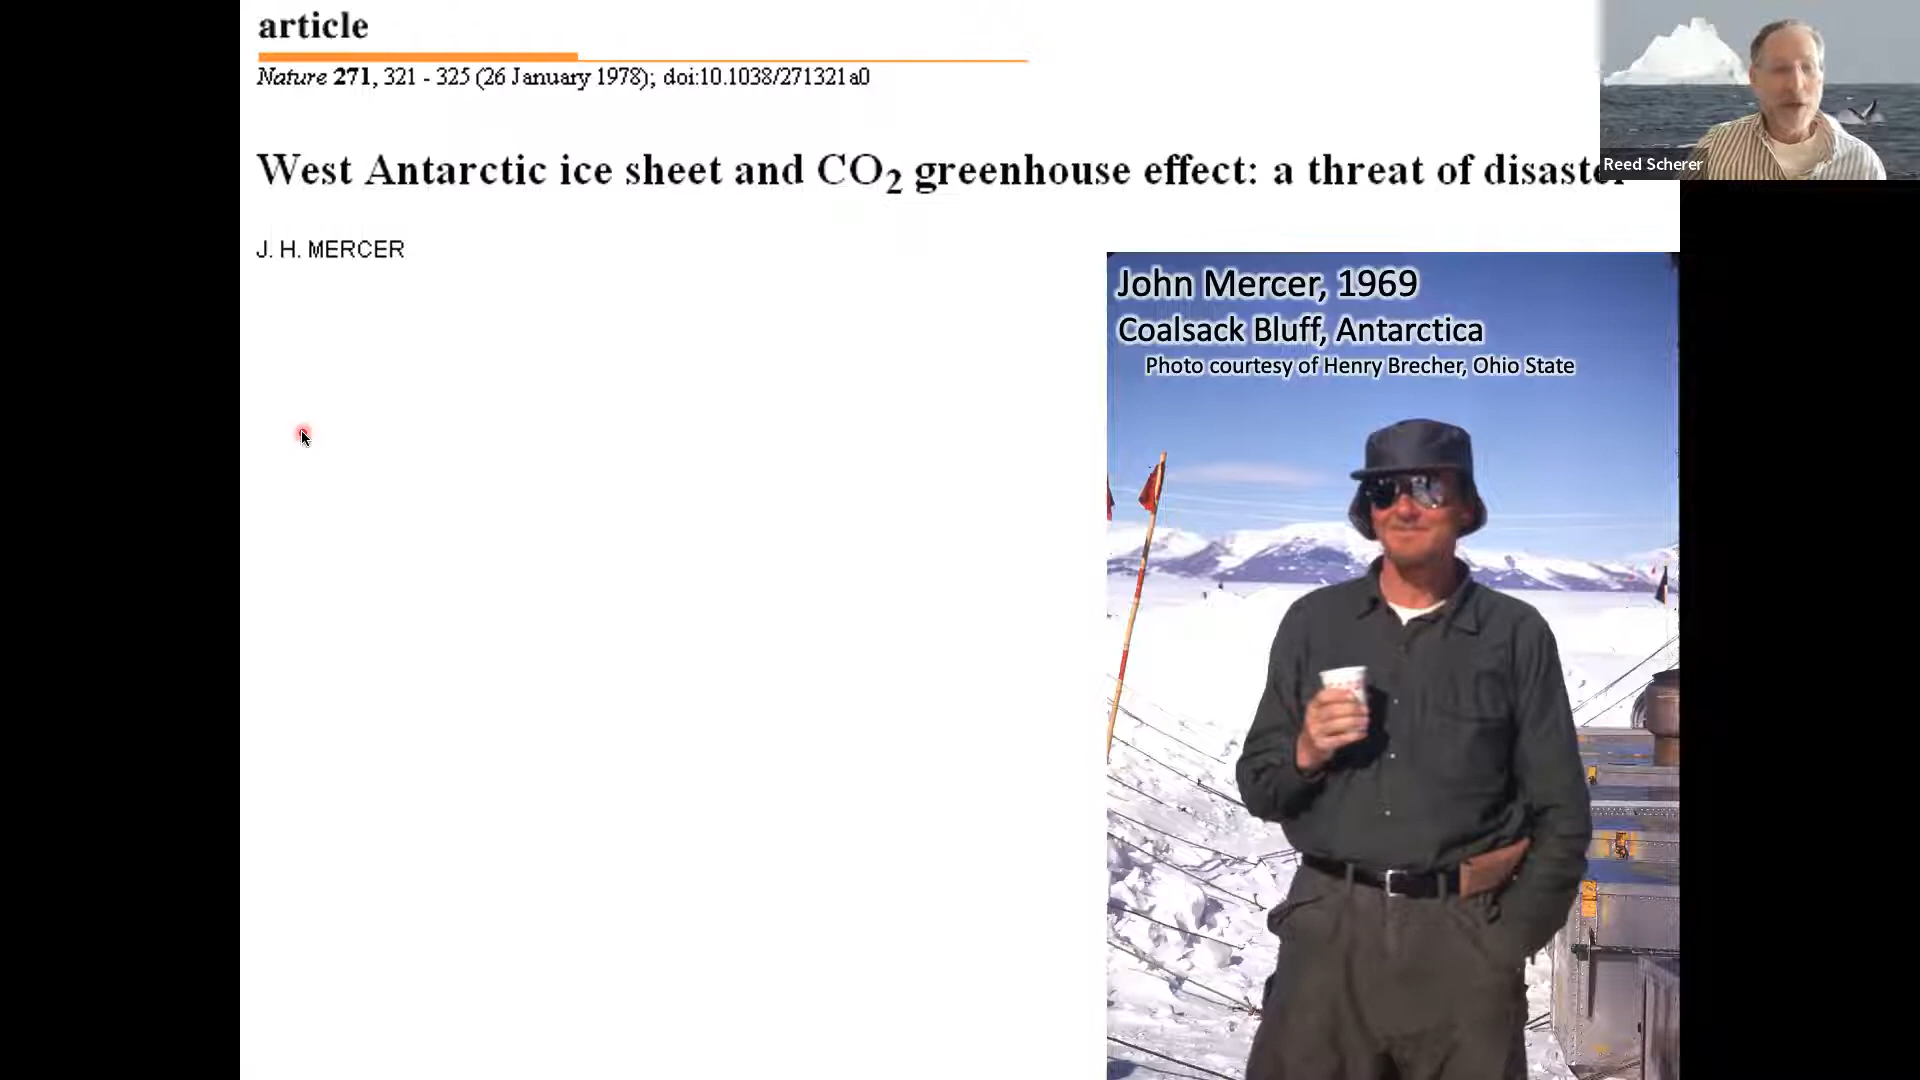 article
Nature 271, 321 - 325 (26 January 1978); doi:10.1038/271321a0
West Antarctic ice sheet and CO₂ greenhouse effect: a threat of disaster
J. H. MERCER
John Mercer, 1969
Coalsack Bluff, Antarctica
Photo courtesy of Henry Brecher, Ohio State
Reed Scherer